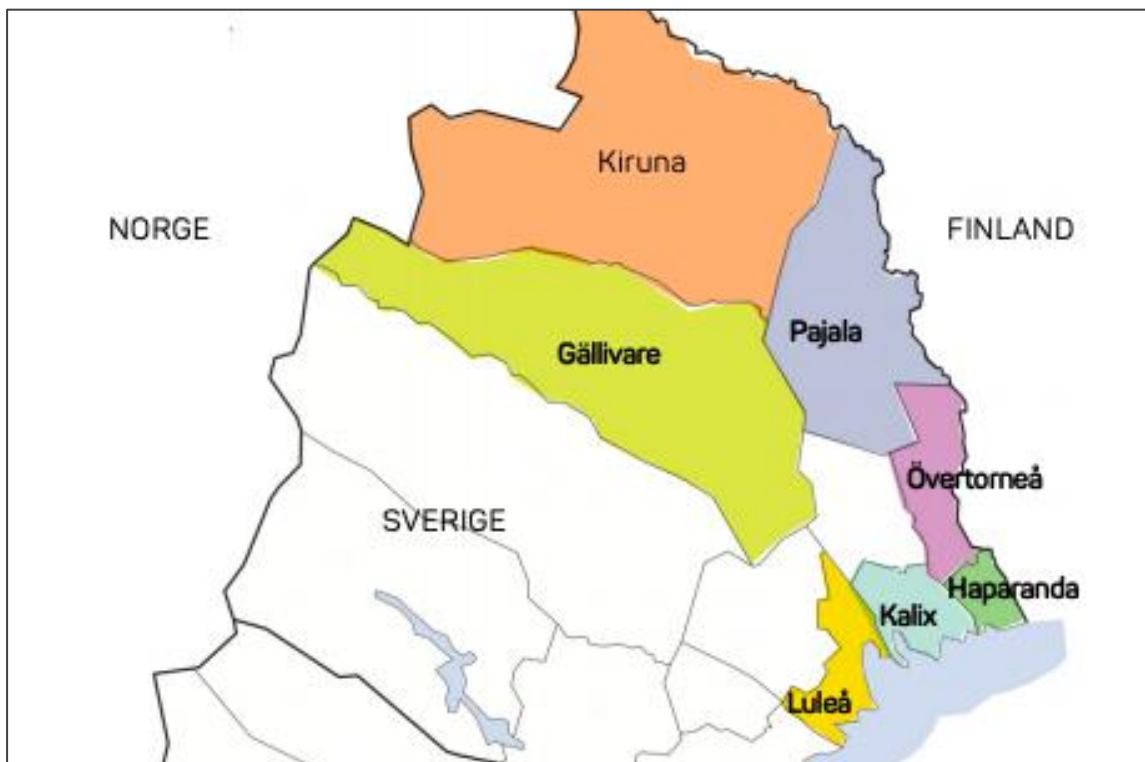 Kiruna
NORGE
FINLAND
Pajala
Gällivare
Övertorneå
SVERIGE
Haparanda
Kalix
Luleå